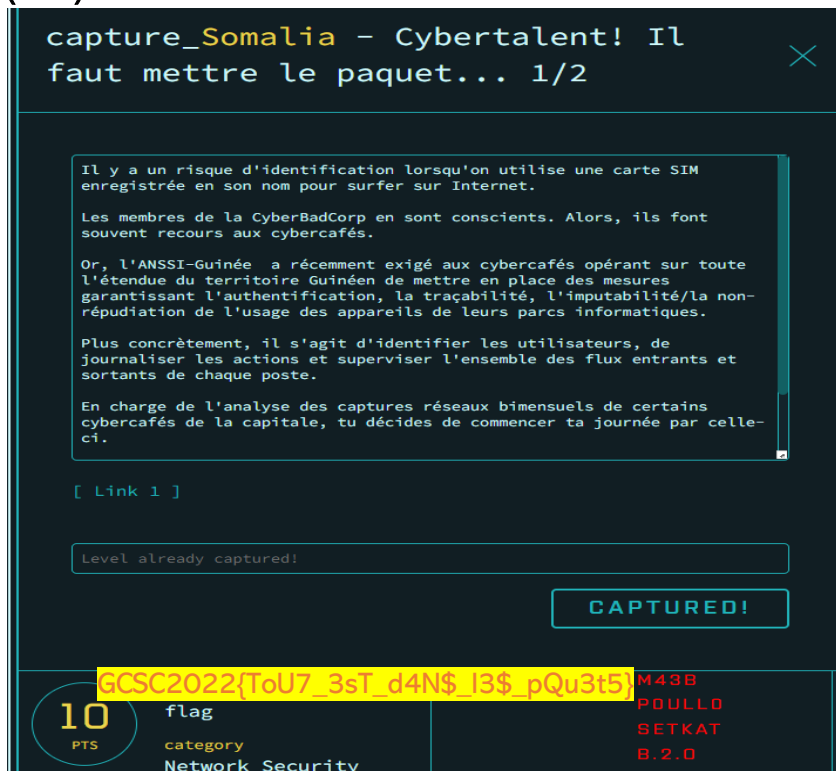 capture_Somalia – Cybertalent! Il
faut mettre le paquet... 1/2
Il y a un risque d'identification lorsqu'on utilise une carte SIM
enregistrée en son nom pour surfer sur Internet.
Les membres de la CyberBadCorp en sont conscients. Alors, ils font
souvent recours aux cybercafés.
Or, l'ANSSI-Guinée a récemment exigé aux cybercafés opérant sur toute
l'étendue du territoire Guinéen de mettre en place des mesures
garantissant l'authentification, la traçabilité, l'imputabilité/la non-
répudiation de l'usage des appareils de leurs parcs informatiques.
Plus concrètement, il s'agit d'identifier les utilisateurs, de
journaliser les actions et superviser l'ensemble des flux entrants et
sortants de chaque poste.
En charge de l'analyse des captures réseaux bimensuels de certains
cybercafés de la capitale, tu décides de commencer ta journée par celle-
ci.
[ Link 1 ]
Level already captured!
CAPTURED!
GCSC2022{ToU7_3sT_d4N$_l3$_pQu3t5}
10
PTS
flag
category
Network Security
M43B
POULLO
SETKAT
B.2.0